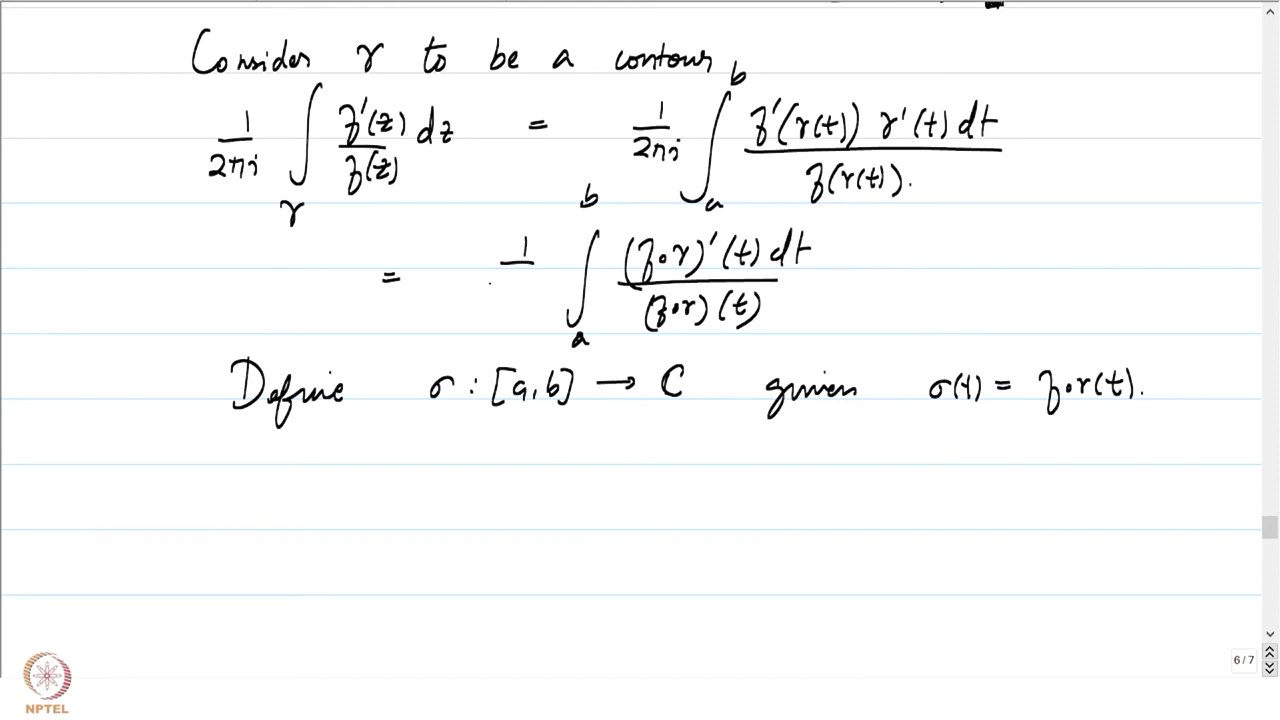 Consider γ to be a contour
1/2πi ∫_γ f'(z)/f(z) dz = 1/2πi ∫_a^b f'(γ(t)) γ'(t) dt / f(γ(t)).
= 1/ ∫_a^b (f∘γ)'(t) dt / (f∘γ)(t)
Define σ : [a,b] → C given σ(t) = f∘γ(t).
6 / 7
NPTEL